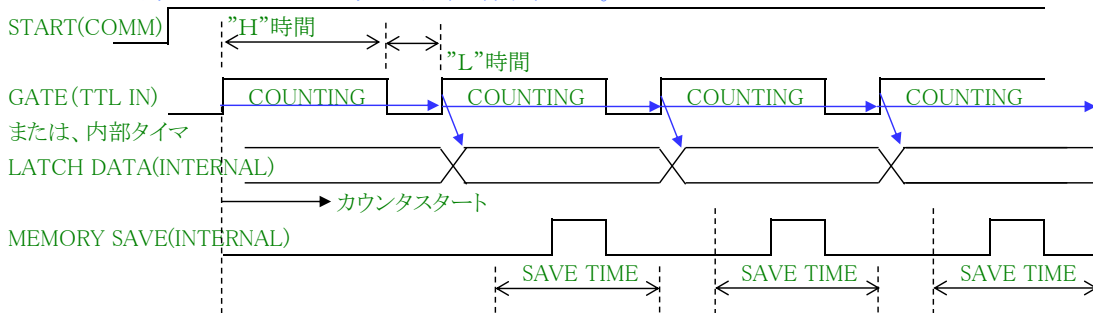 START(COMM)
"H"時間
"L"時間
GATE(TTL IN)
COUNTING COUNTING COUNTING COUNTING
または、内部タイマ
LATCH DATA(INTERNAL)
カウンタスタート
MEMORY SAVE(INTERNAL)
SAVE TIME SAVE TIME SAVE TIME